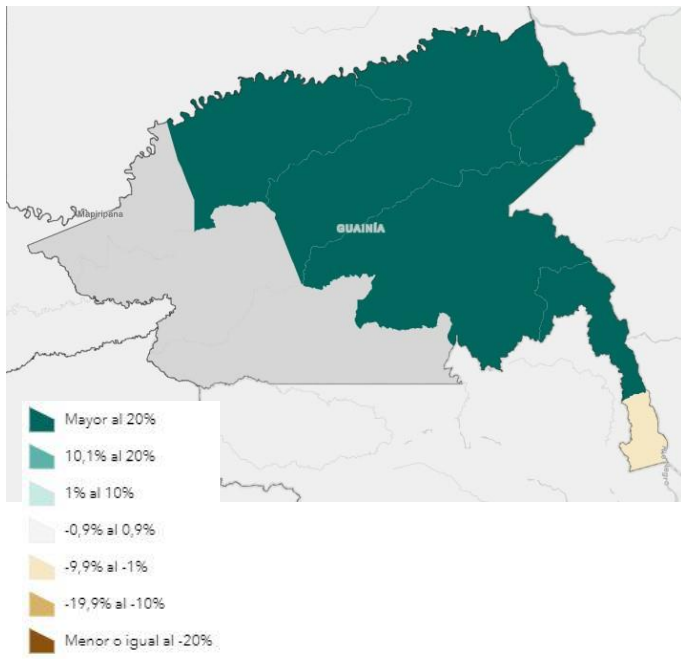 Mapiripana
GUAINÍA
Mayor al 20%
10,1% al 20%
1% al 10%
-0,9% al 0,9%
-9,9% al -1%
-19,9% al -10%
Menor o igual al -20%